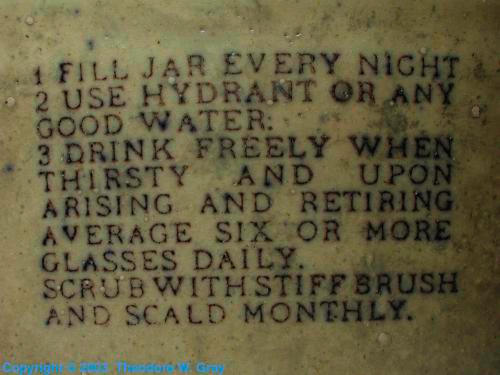 1 FILL JAR EVERY NIGHT
2 USE HYDRANT OR ANY
GOOD WATER.
3 DRINK FREELY WHEN
THIRSTY AND UPON
ARISING AND RETIRING
AVERAGE SIX OR MORE
GLASSES DAILY.
SCRUB WITH STIFF BRUSH
AND SCALD MONTHLY.
Copyright © 2003 Theodore W. Gray